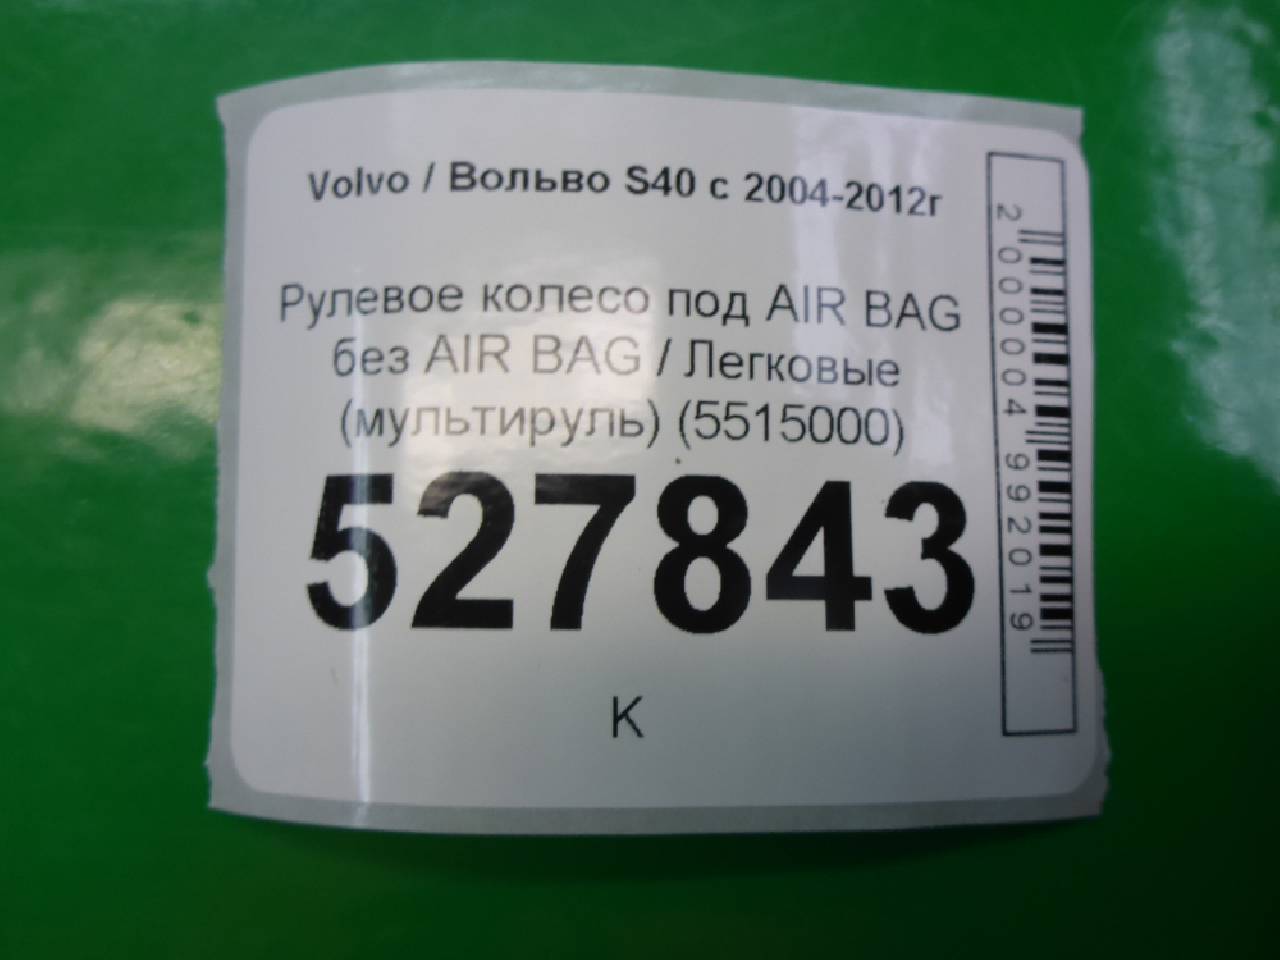 Volvo / Вольво S40 с 2004-2012г
Рулевое колесо под AIR BAG
без AIR BAG / Легковые
(мультируль) (5515000)
527843
К
2000004992019